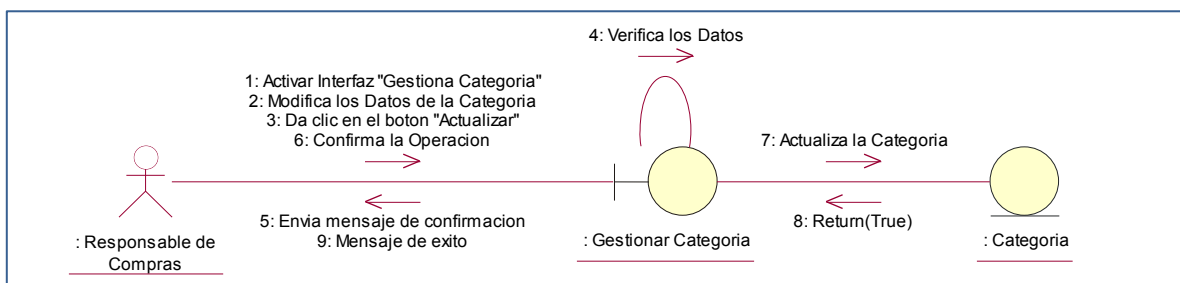 4: Verifica los Datos
1: Activar Interfaz "Gestiona Categoria"
2: Modifica los Datos de la Categoria
3: Da clic en el boton "Actualizar"
6: Confirma la Operacion
7: Actualiza la Categoria
5: Envia mensaje de confirmacion
9: Mensaje de exito
8: Return(True)
: Responsable de
Compras
: Gestionar Categoria
: Categoria